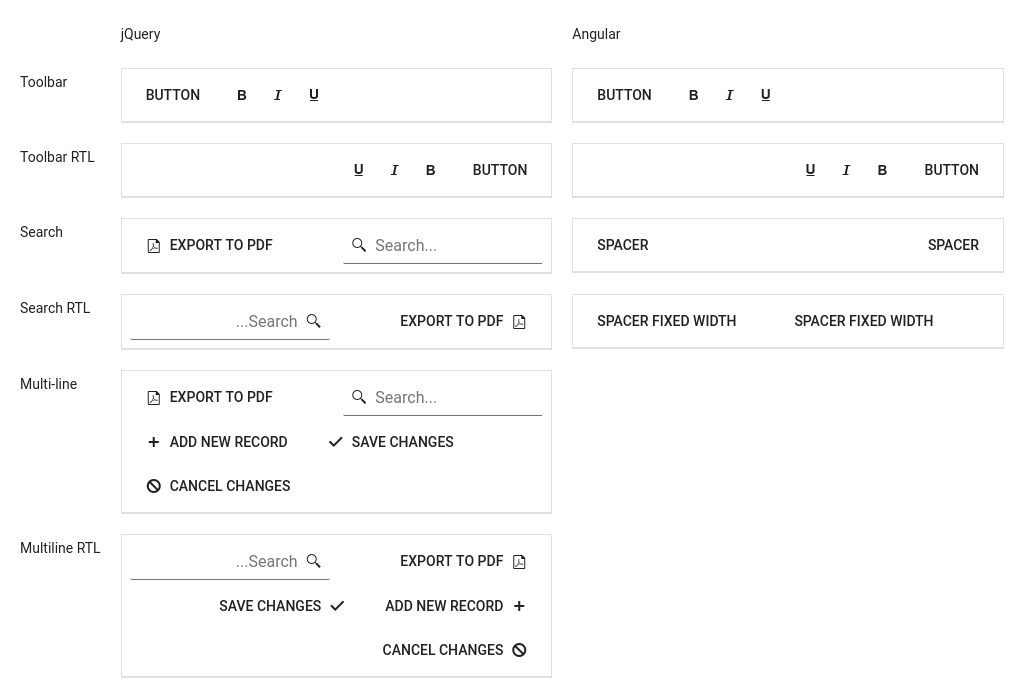 jQuery Angular
Toolbar BUTTON B I U BUTTON B I U
Toolbar RTL U I B BUTTON U I B BUTTON
Search EXPORT TO PDF Search... SPACER SPACER
Search RTL ...Search EXPORT TO PDF SPACER FIXED WIDTH SPACER FIXED WIDTH
Multi-line EXPORT TO PDF Search...
ADD NEW RECORD SAVE CHANGES
CANCEL CHANGES
Multiline RTL ...Search EXPORT TO PDF
SAVE CHANGES ADD NEW RECORD
CANCEL CHANGES